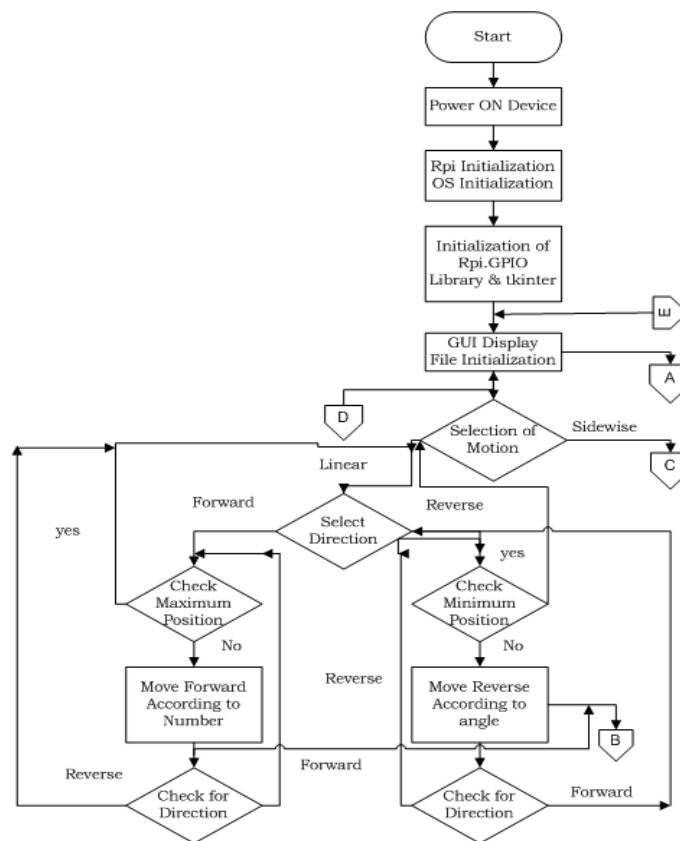 Start
Power ON Device
Rpi Initialization
OS Initialization
Initialization of
Rpi.GPIO
Library & tkinter
E
GUI Display
File Initialization
A
D
Selection of
Motion
Sidewise
C
Linear
Forward
Reverse
Select
Direction
yes
yes
Check
Maximum
Position
Check
Minimum
Position
No
No
Reverse
Move Forward
According to
Number
Move Reverse
According to
angle
B
Reverse
Forward
Check for
Direction
Check for
Direction
Forward